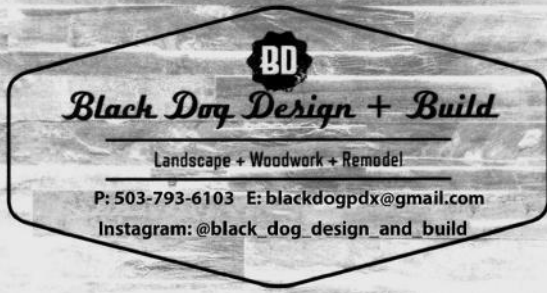 BD
Black Dog Design + Build
Landscape + Woodwork + Remodel
P: 503-793-6103 E: blackdogpdx@gmail.com
Instagram: @black_dog_design_and_build